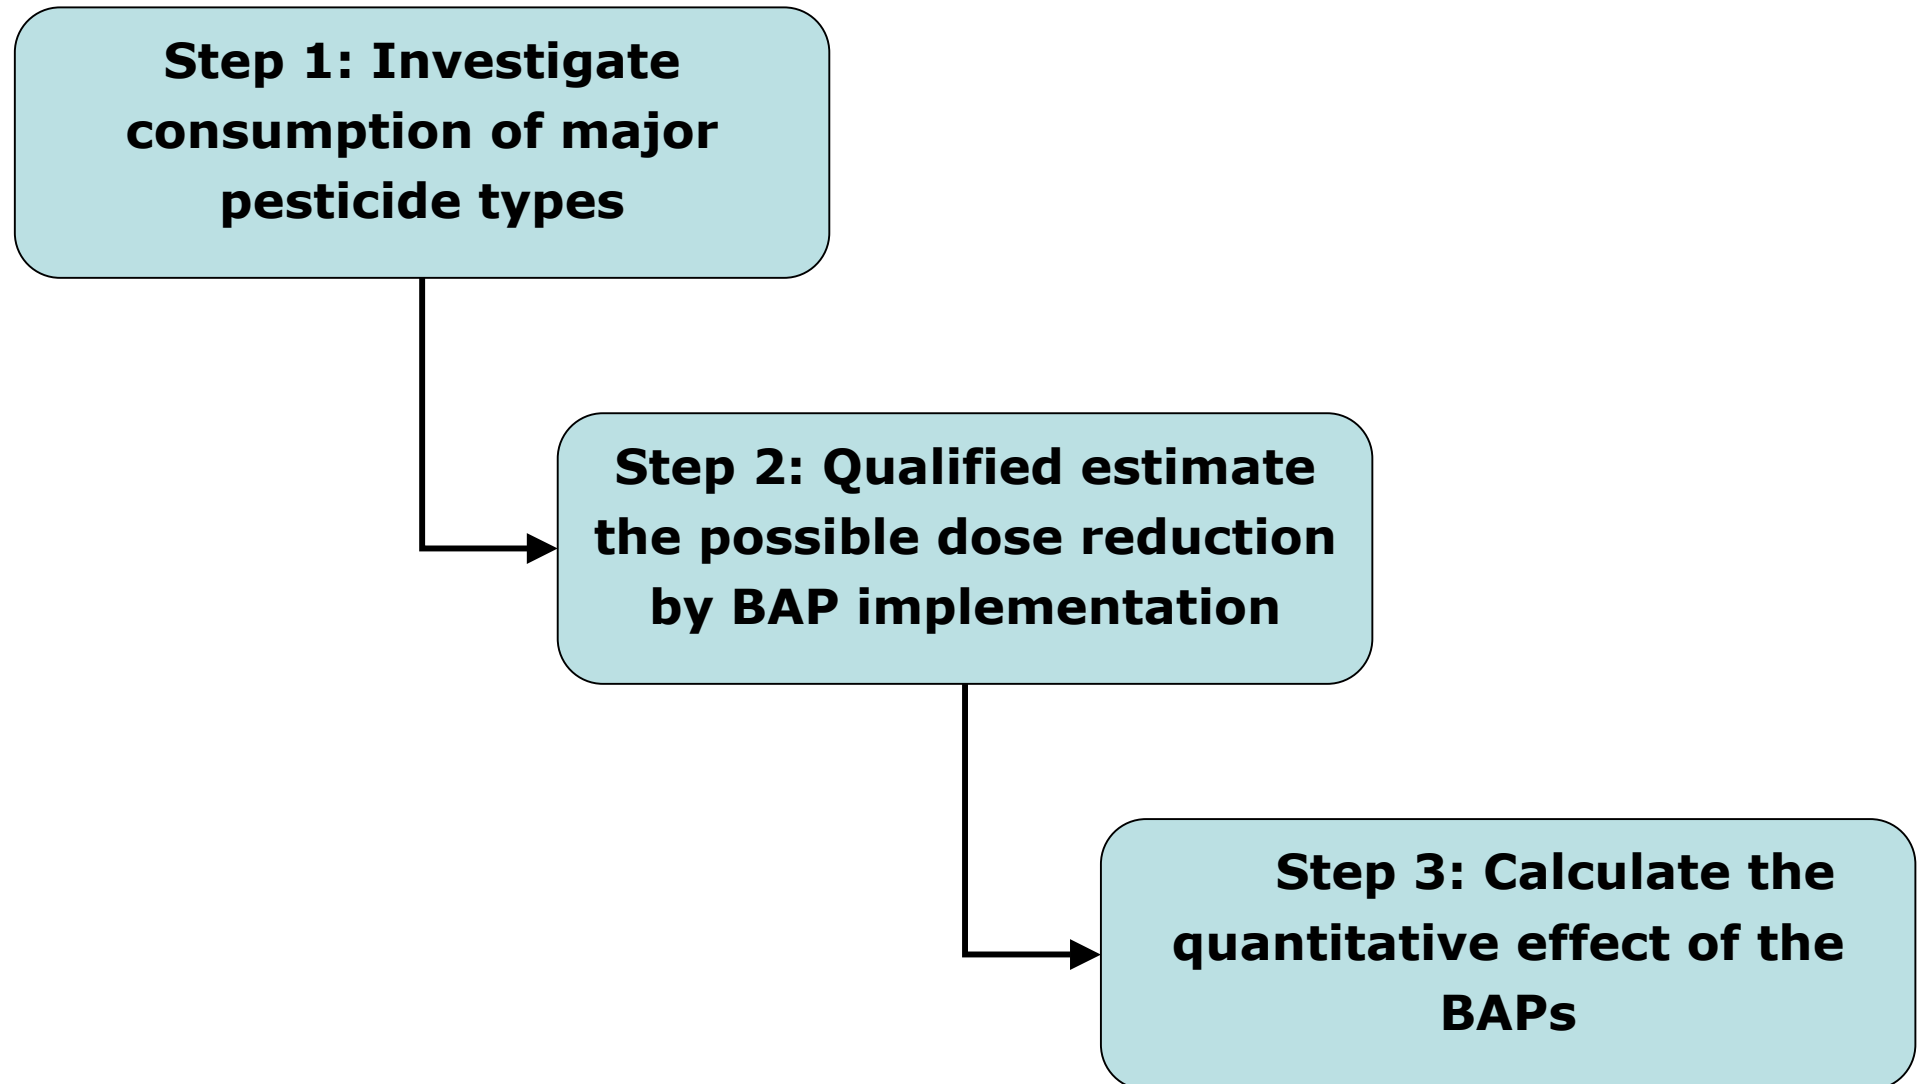 Step 1: Investigate
consumption of major
pesticide types
Step 2: Qualified estimate
the possible dose reduction
by BAP implementation
Step 3: Calculate the
quantitative effect of the
BAPs